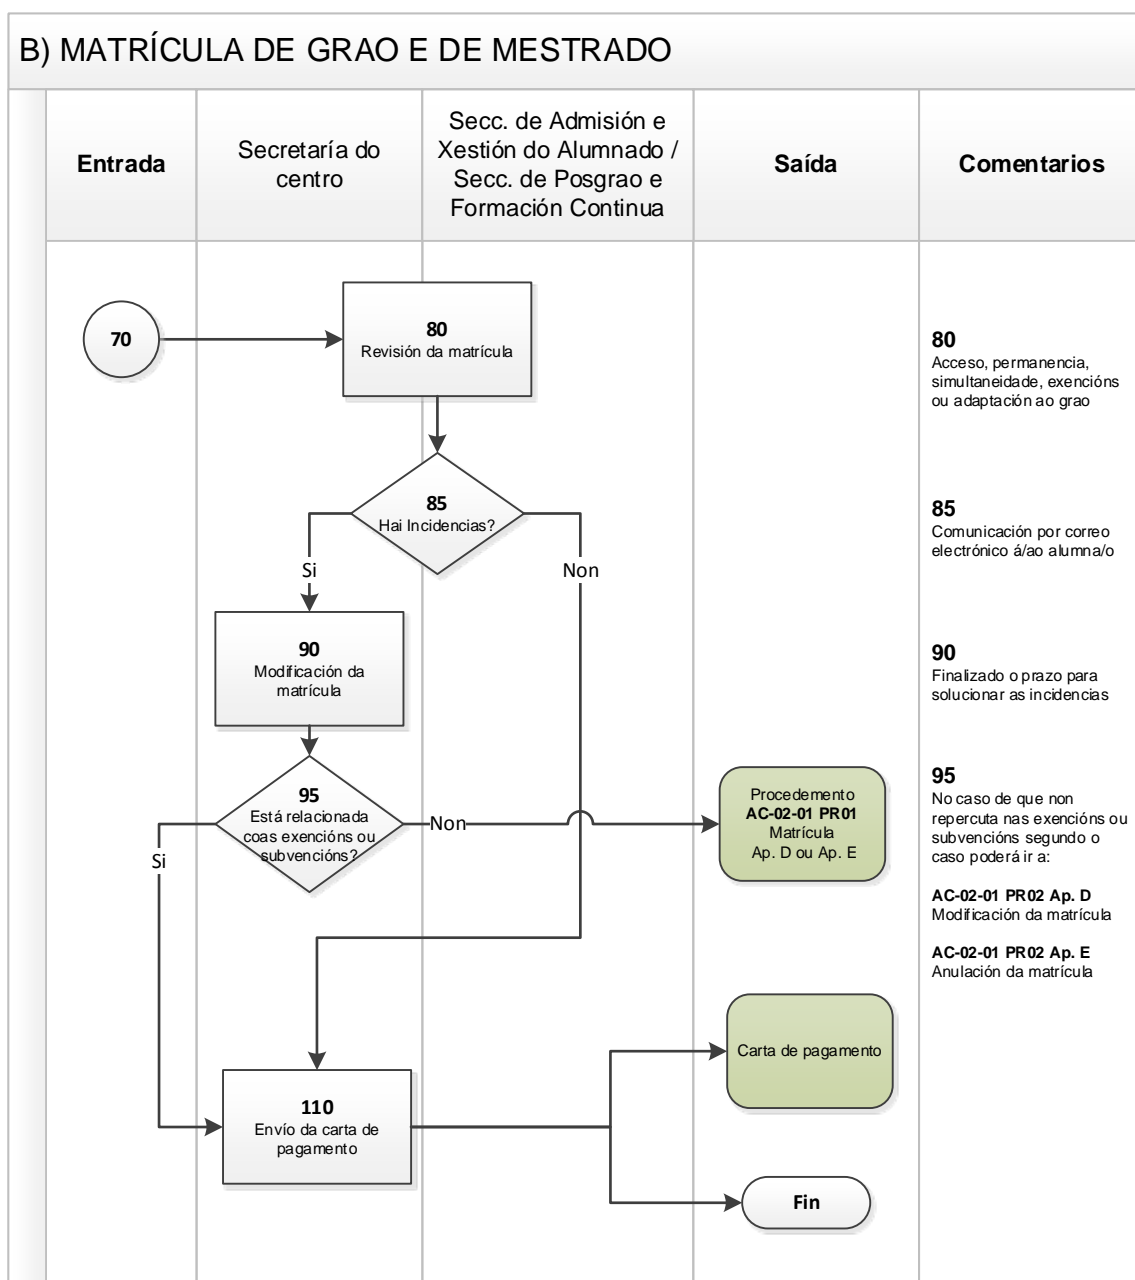 B) MATRÍCULA DE GRAO E DE MESTRADO
Entrada
Secretaría do
centro
Secc. de Admisión e
Xestión do Alumnado /
Secc. de Posgrao e
Formación Continua
Saída
Comentarios
70
80
Revisión da matrícula
80
Acceso, permanencia,
simultaneidade, exencións
ou adaptación ao grao
85
Hai Incidencias?
85
Comunicación por correo
electrónico á/ao alumna/o
Si
Non
90
Modificación da
matrícula
90
Finalizado o prazo para
solucionar as incidencias
95
Está relacionada
coas exencións ou
subvencións?
Non
Si
Procedemento
AC-02-01 PR01
Matrícula
Ap. D ou Ap. E
95
No caso de que non
repercuta nas exencións ou
subvencións segundo o
caso poderá ir a:
AC-02-01 PR02 Ap. D
Modificación da matrícula
AC-02-01 PR02 Ap. E
Anulación da matrícula
Carta de pagamento
110
Envío da carta de
pagamento
Fin